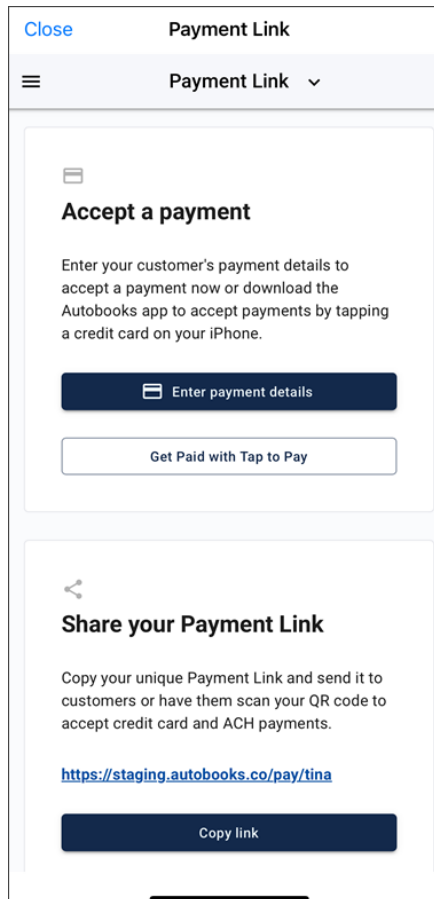 Close Payment Link
Payment Link
Accept a payment
Enter your customer's payment details to
accept a payment now or download the
Autobooks app to accept payments by tapping
a credit card on your iPhone.
Enter payment details
Get Paid with Tap to Pay
Share your Payment Link
Copy your unique Payment Link and send it to
customers or have them scan your QR code to
accept credit card and ACH payments.
https://staging.autobooks.co/pay/tina
Copy link